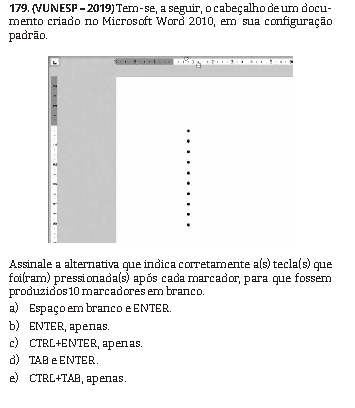 179. (VUNESP – 2019) Tem-se, a seguir, o cabeçalho de um docu-
mento criado no Microsoft Word 2010, em sua configuração
padrão.
Assinale a alternativa que indica corretamente a(s) tecla(s) que
foi(ram) pressionada(s) após cada marcador, para que fossem
produzidos 10 marcadores em branco.
a) Espaço em branco e ENTER.
b) ENTER, apenas.
c) CTRL+ENTER, apenas.
d) TAB e ENTER.
e) CTRL+TAB, apenas.